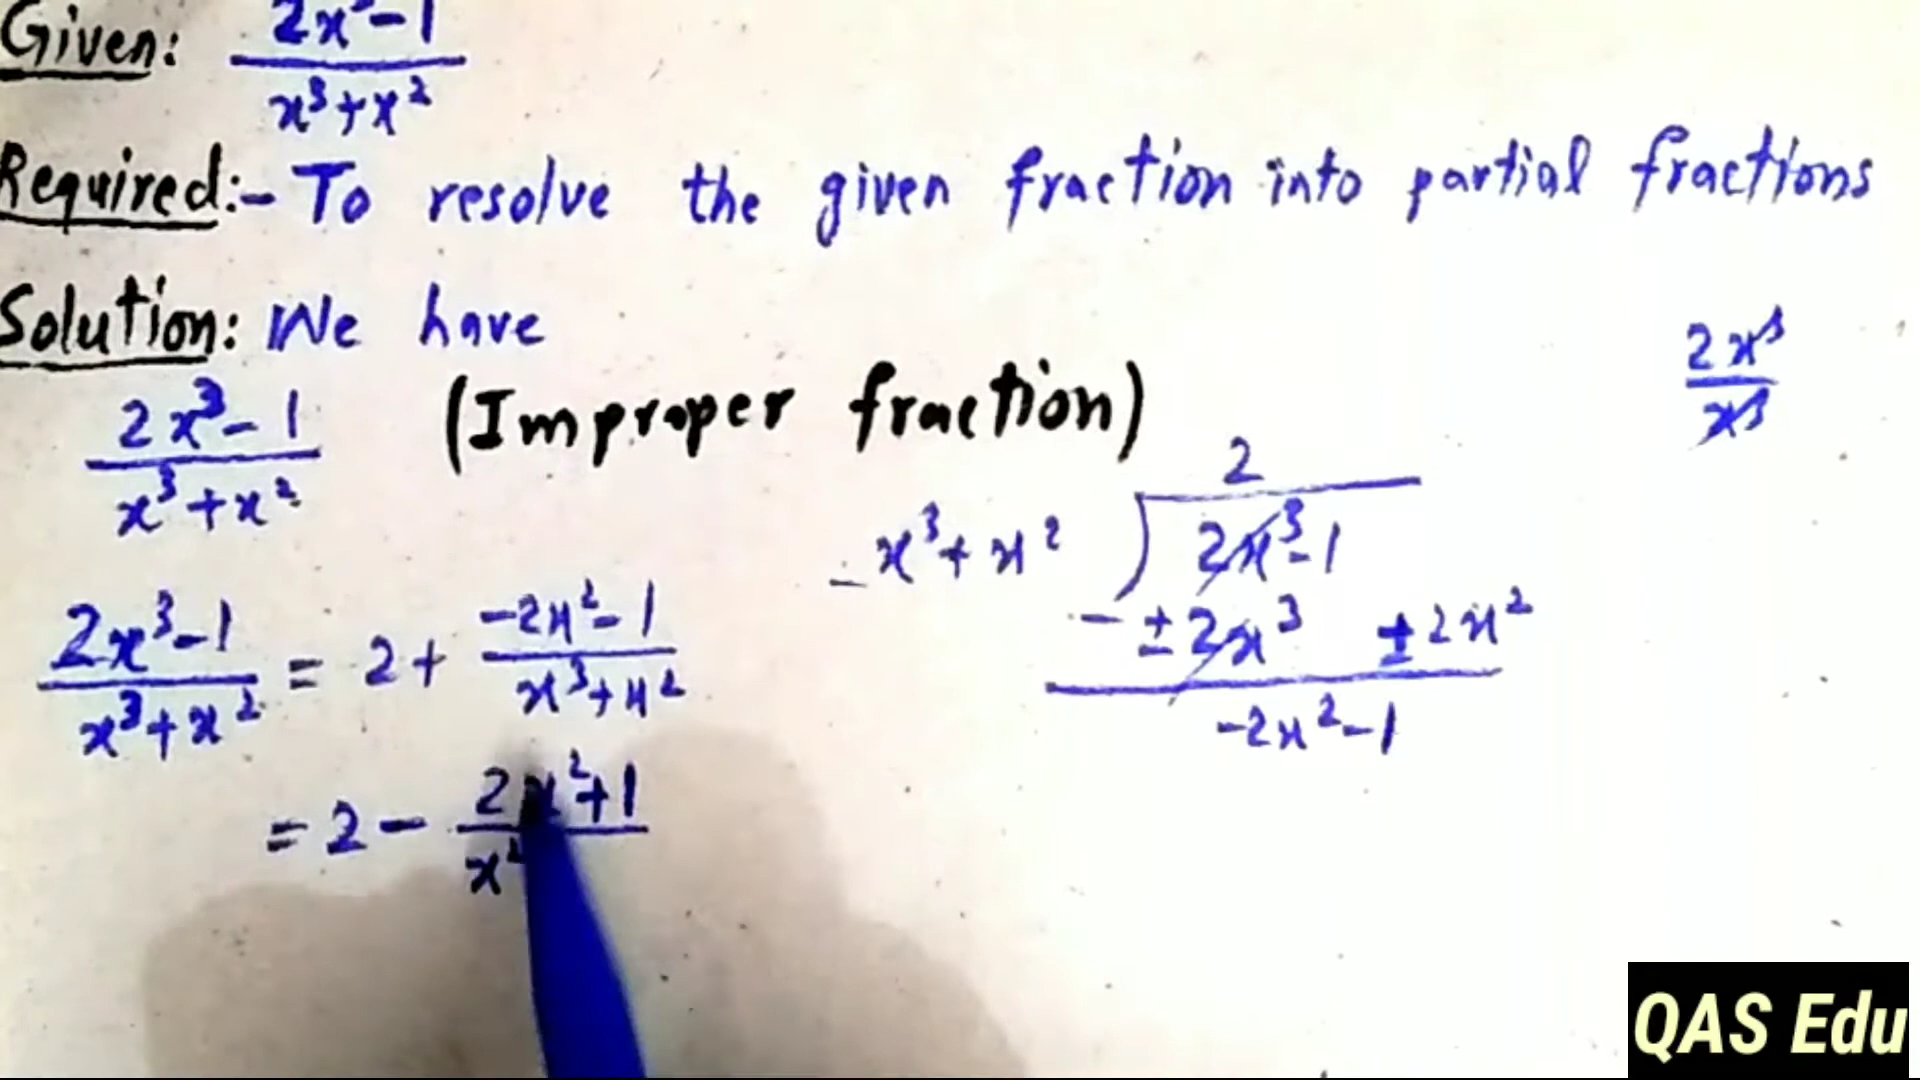 Given: 2x³-1
x³+x²
Required:- To resolve the given fraction into partial fractions
Solution: We have
2x³-1 (Improper fraction)
x³+x²
2x³
x³
2
x³+x² ) 2x³-1
- ±2x³ ±2x²
-2x²-1
2x³-1 = 2 + -2x²-1
x³+x² x³+x²
= 2 - 2x²+1
x²
QAS Edu